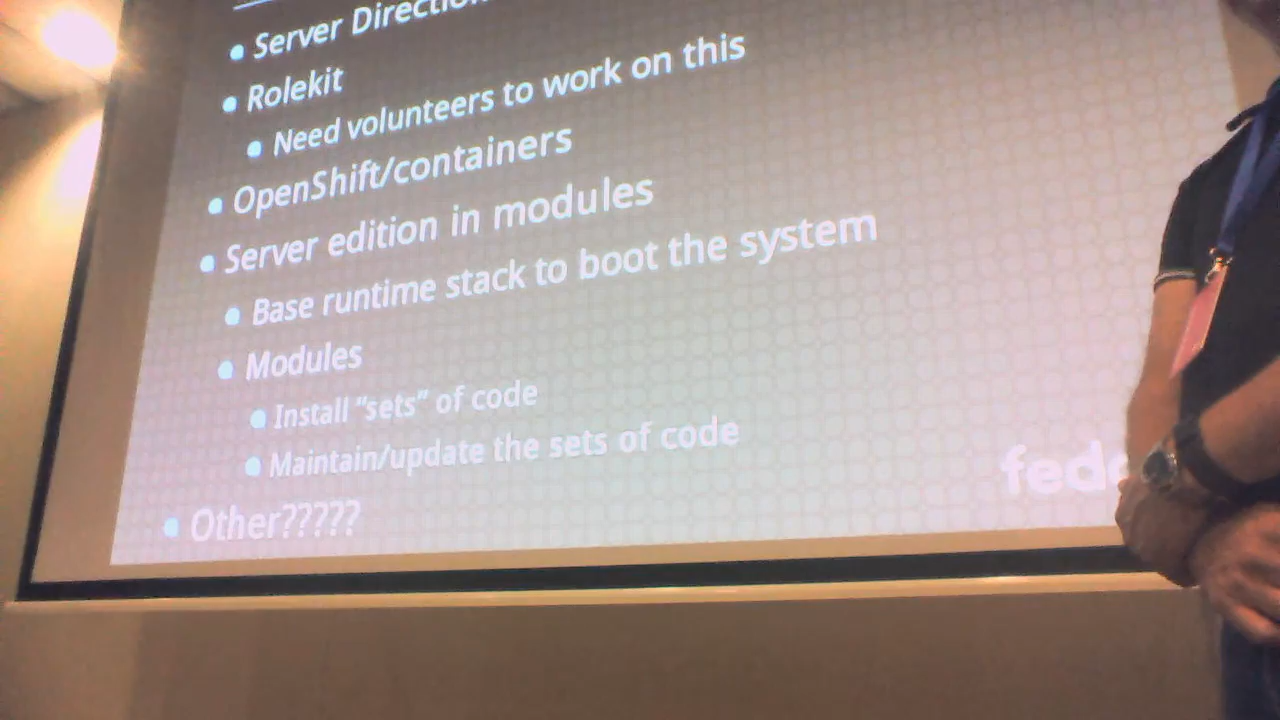 Server
Rolekit
Need volunteers to work on this
OpenShift/containers
Server edition in modules
Base runtime stack to boot the system
Modules
Install "sets" of code
Maintain/update the sets of code
Other?????